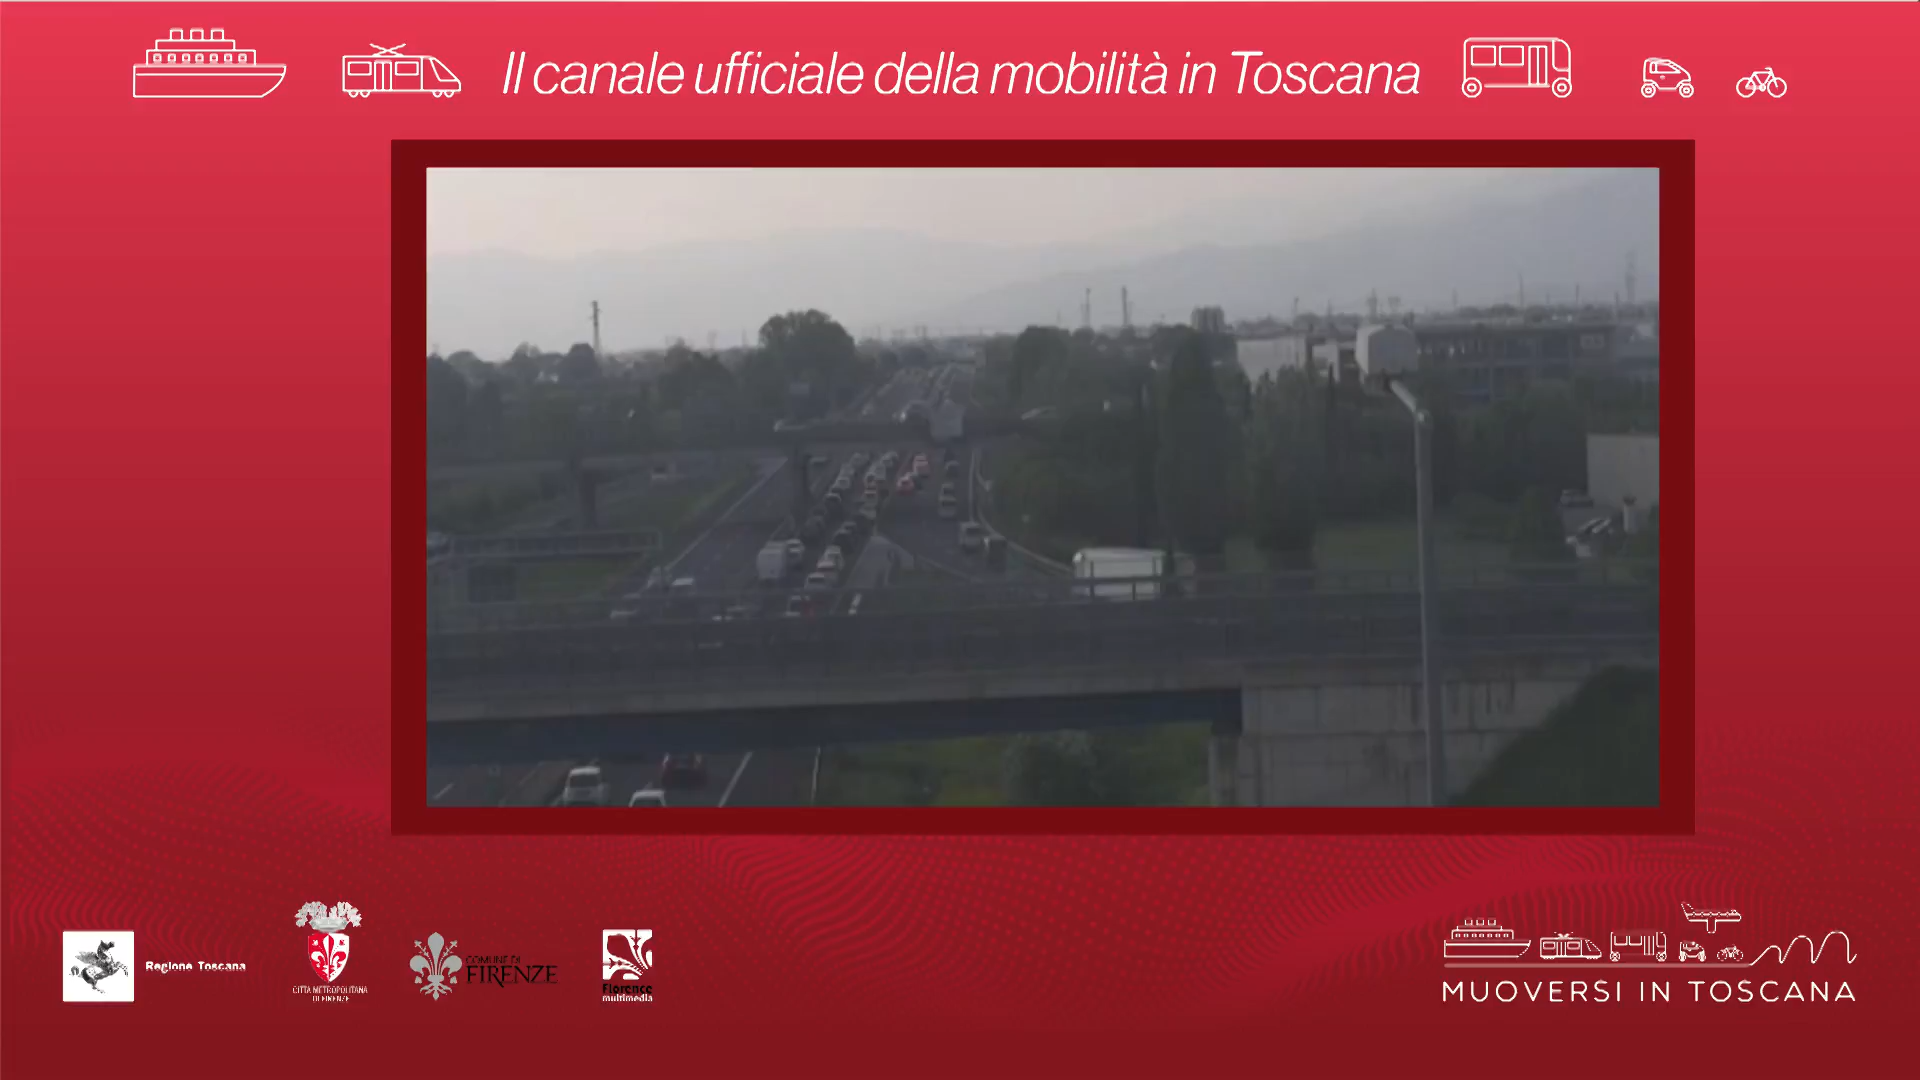 Il canale ufficiale della mobilità in Toscana
Regione Toscana
CITTÀ METROPOLITANA
DI FIRENZE
COMUNE DI
FIRENZE
Florence
multimedia
MUOVERSI IN TOSCANA